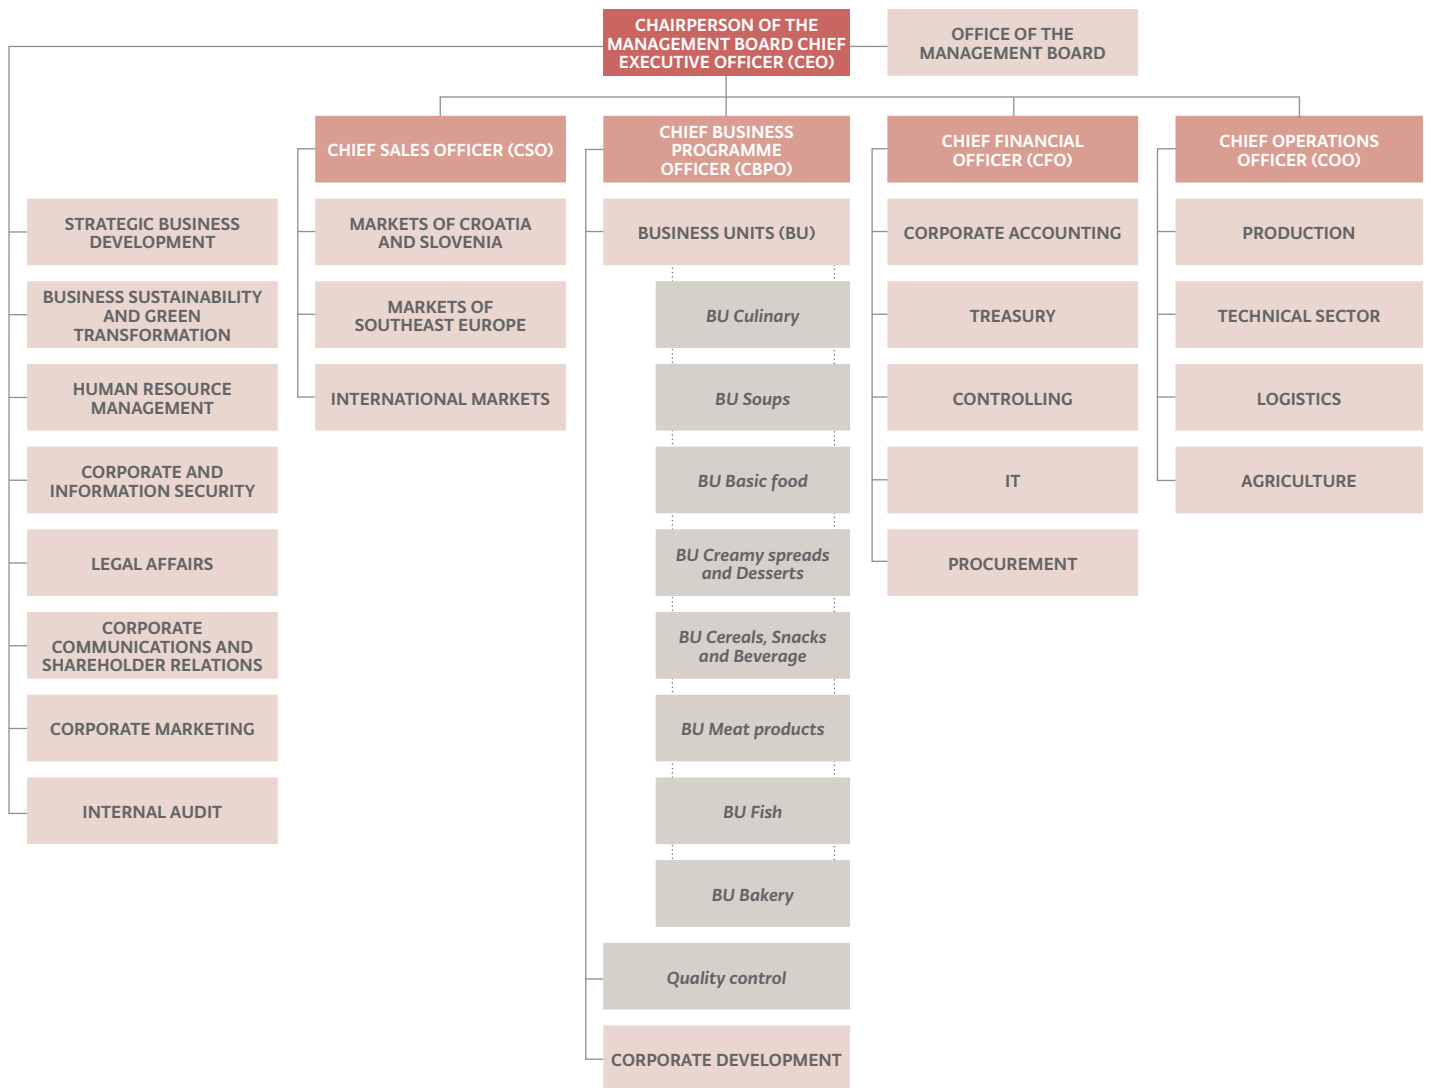 CHAIRPERSON OF THE
MANAGEMENT BOARD CHIEF
EXECUTIVE OFFICER (CEO)
OFFICE OF THE
MANAGEMENT BOARD
STRATEGIC BUSINESS
DEVELOPMENT
BUSINESS SUSTAINABILITY
AND GREEN
TRANSFORMATION
HUMAN RESOURCE
MANAGEMENT
CORPORATE AND
INFORMATION SECURITY
LEGAL AFFAIRS
CORPORATE
COMMUNICATIONS AND
SHAREHOLDER RELATIONS
CORPORATE MARKETING
INTERNAL AUDIT
CHIEF SALES OFFICER (CSO)
MARKETS OF CROATIA
AND SLOVENIA
MARKETS OF
SOUTHEAST EUROPE
INTERNATIONAL MARKETS
CHIEF BUSINESS
PROGRAMME
OFFICER (CBPO)
BUSINESS UNITS (BU)
BU Culinary
BU Soups
BU Basic food
BU Creamy spreads
and Desserts
BU Cereals, Snacks
and Beverage
BU Meat products
BU Fish
BU Bakery
Quality control
CORPORATE DEVELOPMENT
CHIEF FINANCIAL
OFFICER (CFO)
CORPORATE ACCOUNTING
TREASURY
CONTROLLING
IT
PROCUREMENT
CHIEF OPERATIONS
OFFICER (COO)
PRODUCTION
TECHNICAL SECTOR
LOGISTICS
AGRICULTURE